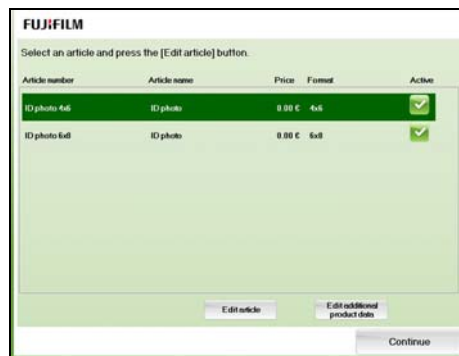 FUJIFILM
Select an article and press the [Edit article] button.
Article number Article name Price Format Active
ID photo 4x6 ID photo 0.00 € 4x6
ID photo 6x8 ID photo 0.00 € 6x8
Edit article
Edit additional
product data
Continue